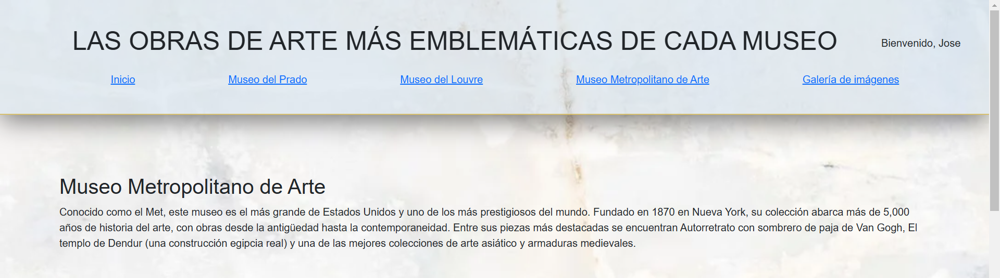 LAS OBRAS DE ARTE MÁS EMBLEMÁTICAS DE CADA MUSEO
Bienvenido, Jose
Inicio
Museo del Prado
Museo del Louvre
Museo Metropolitano de Arte
Galería de imágenes
Museo Metropolitano de Arte
Conocido como el Met, este museo es el más grande de Estados Unidos y uno de los más prestigiosos del mundo. Fundado en 1870 en Nueva York, su colección abarca más de 5,000
años de historia del arte, con obras desde la antigüedad hasta la contemporaneidad. Entre sus piezas más destacadas se encuentran Autorretrato con sombrero de paja de Van Gogh, El
templo de Dendur (una construcción egipcia real) y una de las mejores colecciones de arte asiático y armaduras medievales.